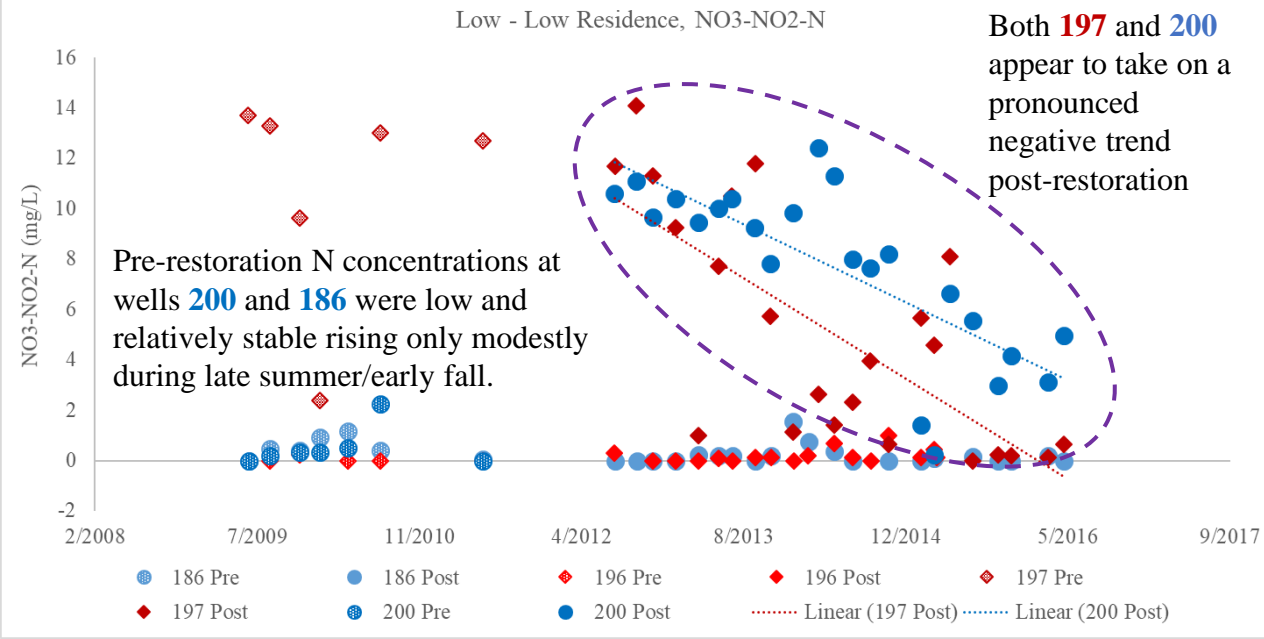 Low - Low Residence, NO3-NO2-N
Both 197 and 200
appear to take on a
pronounced
negative trend
post-restoration
16
14
12
10
8
6
4
2
0
-2
NO3-NO2-N (mg/L)
Pre-restoration N concentrations at
wells 200 and 186 were low and
relatively stable rising only modestly
during late summer/early fall.
2/2008 7/2009 11/2010 4/2012 8/2013 12/2014 5/2016 9/2017
186 Pre 186 Post 196 Pre 196 Post 197 Pre
197 Post 200 Pre 200 Post Linear (197 Post) Linear (200 Post)